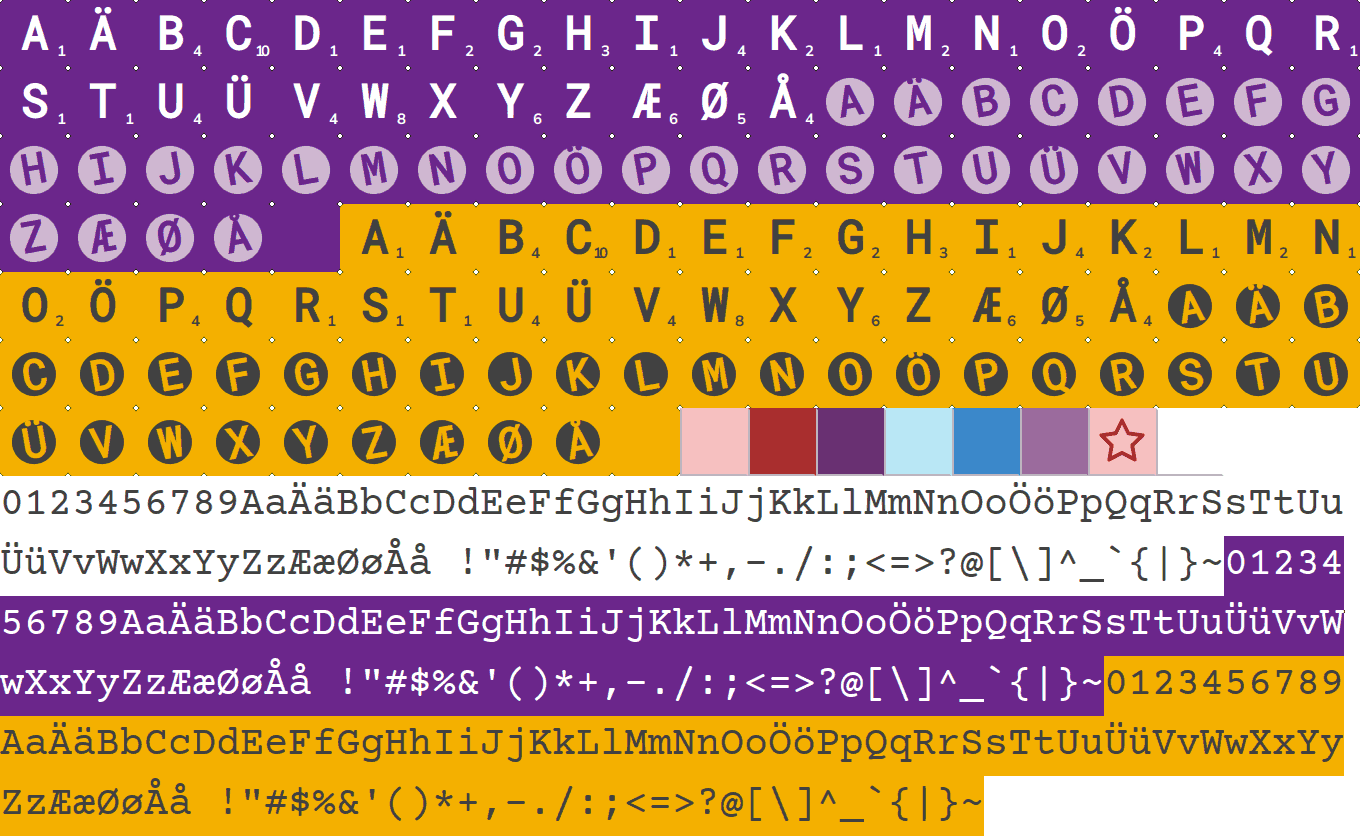 A1 Ä B4 C10 D1 E1 F2 G2 H3 I1 J4 K2 L1 M2 N1 O2 Ö P4 Q R1
S1 T1 U4 Ü V4 W8 X Y6 Z Æ6 Ø5 Å4 A Ä B C D E F G
H I J K L M N O Ö P Q R S T U Ü V W X Y
Z Æ Ø Å A1 Ä B4 C10 D1 E1 F2 G2 H3 I1 J4 K2 L1 M2 N1
O2 Ö P4 Q R1 S1 T1 U4 Ü V4 W8 X Y6 Z Æ6 Ø5 Å4 A Ä B
C D E F G H I J K L M N O Ö P Q R S T U
Ü V W X Y Z Æ Ø Å
0123456789AaÄäBbCcDdEeFfGgHhIiJjKkLlMmNnOoÖöPpQqRrSsTtUu
ÜüVvWwXxYyZzÆæØøÅå !"#$%&'()*+,-./:;<=>?@[\]^_`{|}~01234
56789AaÄäBbCcDdEeFfGgHhIiJjKkLlMmNnOoÖöPpQqRrSsTtUuÜüVvW
wXxYyZzÆæØøÅå !"#$%&'()*+,-./:;<=>?@[\]^_`{|}~0123456789
AaÄäBbCcDdEeFfGgHhIiJjKkLlMmNnOoÖöPpQqRrSsTtUuÜüVvWwXxYy
ZzÆæØøÅå !"#$%&'()*+,-./:;<=>?@[\]^_`{|}~